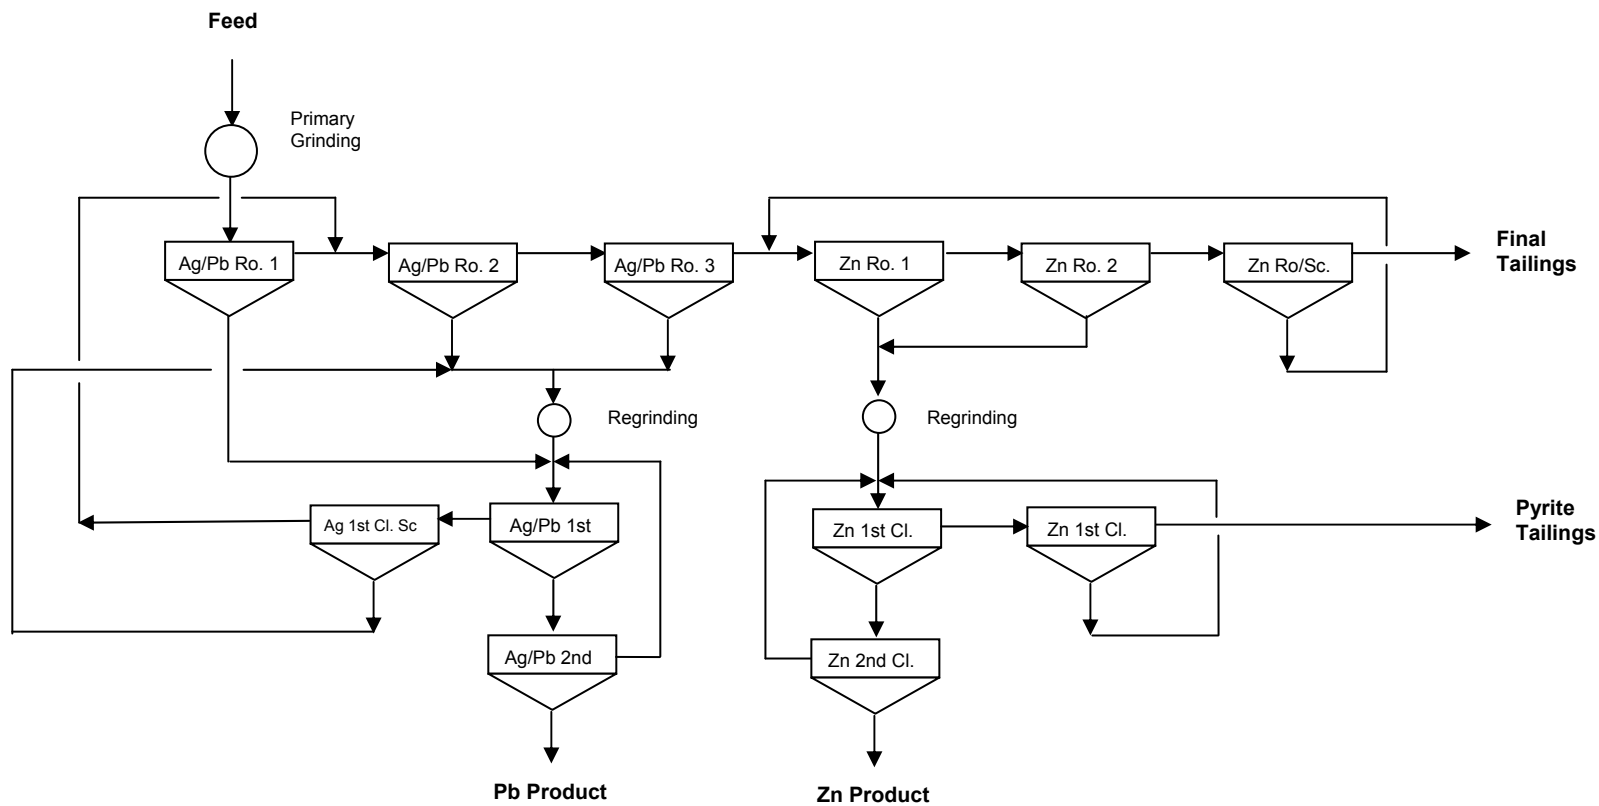 Feed
Primary
Grinding
Ag/Pb Ro. 1
Ag/Pb Ro. 2
Ag/Pb Ro. 3
Zn Ro. 1
Zn Ro. 2
Zn Ro/Sc.
Final
Tailings
Regrinding
Regrinding
Ag 1st Cl. Sc
Ag/Pb 1st
Zn 1st Cl.
Zn 1st Cl.
Pyrite
Tailings
Ag/Pb 2nd
Zn 2nd Cl.
Pb Product
Zn Product